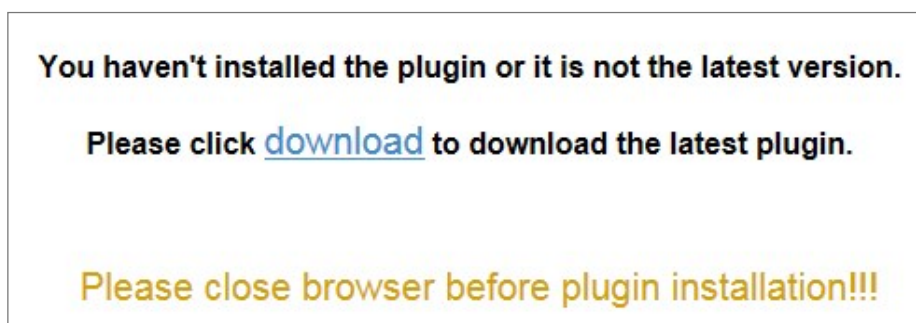 You haven't installed the plugin or it is not the latest version.
Please click download to download the latest plugin.
Please close browser before plugin installation!!!